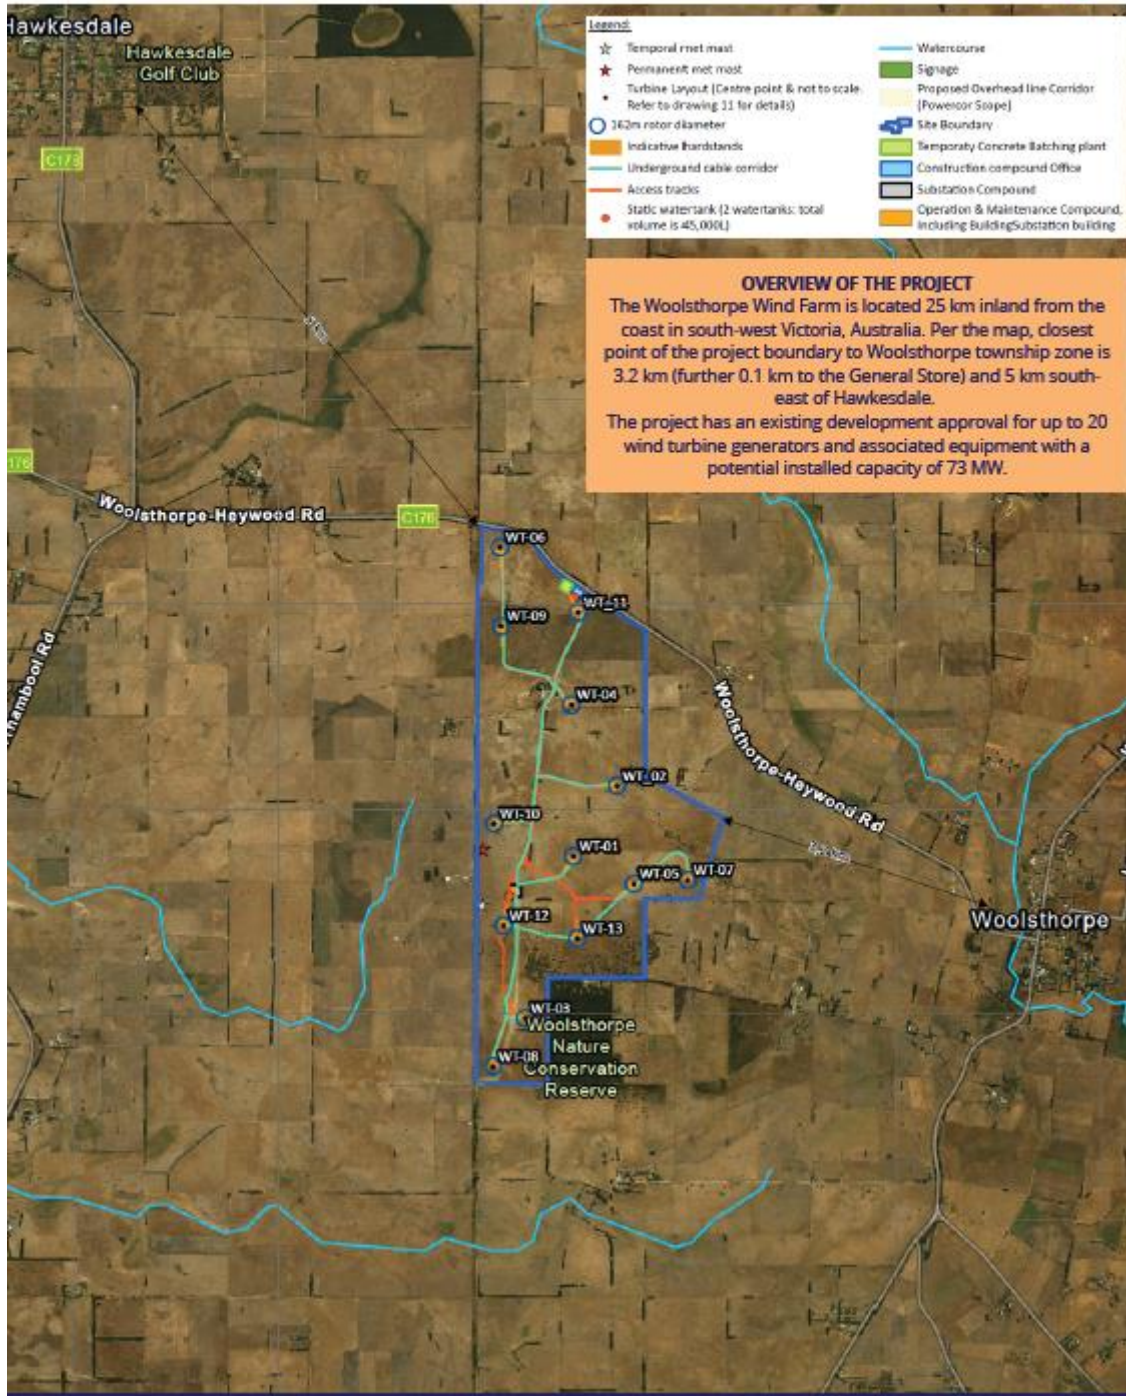 Hawkesdale
Hawkesdale
Golf Club
C178
Legend:
Temporal met mast
Permanent met mast
Turbine Layout (Centre point & not to scale.
Refer to drawing 11 for details)
162m rotor diameter
Indicative hardstands
Underground cable corridor
Access tracks
Static watertank (2 watertanks: total
volume is 45,000L)
Watercourse
Signage
Proposed Overhead line Corridor
(Powercor Scope)
Site Boundary
Temporaty Concrete Batching plant
Construction compound Office
Substation Compound
Operation & Maintenance Compound,
including BuildingSubstation building
OVERVIEW OF THE PROJECT
The Woolsthorpe Wind Farm is located 25 km inland from the
coast in south-west Victoria, Australia. Per the map, closest
point of the project boundary to Woolsthorpe township zone is
3.2 km (further 0.1 km to the General Store) and 5 km south-
east of Hawkesdale.
The project has an existing development approval for up to 20
wind turbine generators and associated equipment with a
potential installed capacity of 73 MW.
176
Woolsthorpe-Heywood Rd
C176
WT-06
WT_11
WT-09
WT-04
WT_02
Woolsthorpe-Heywood Rd
WT-10
WT-01
WT-05
WT-07
WT-12
WT-13
Woolsthorpe
WT-03
Woolsthorpe
Nature
WT-08
Conservation
Reserve